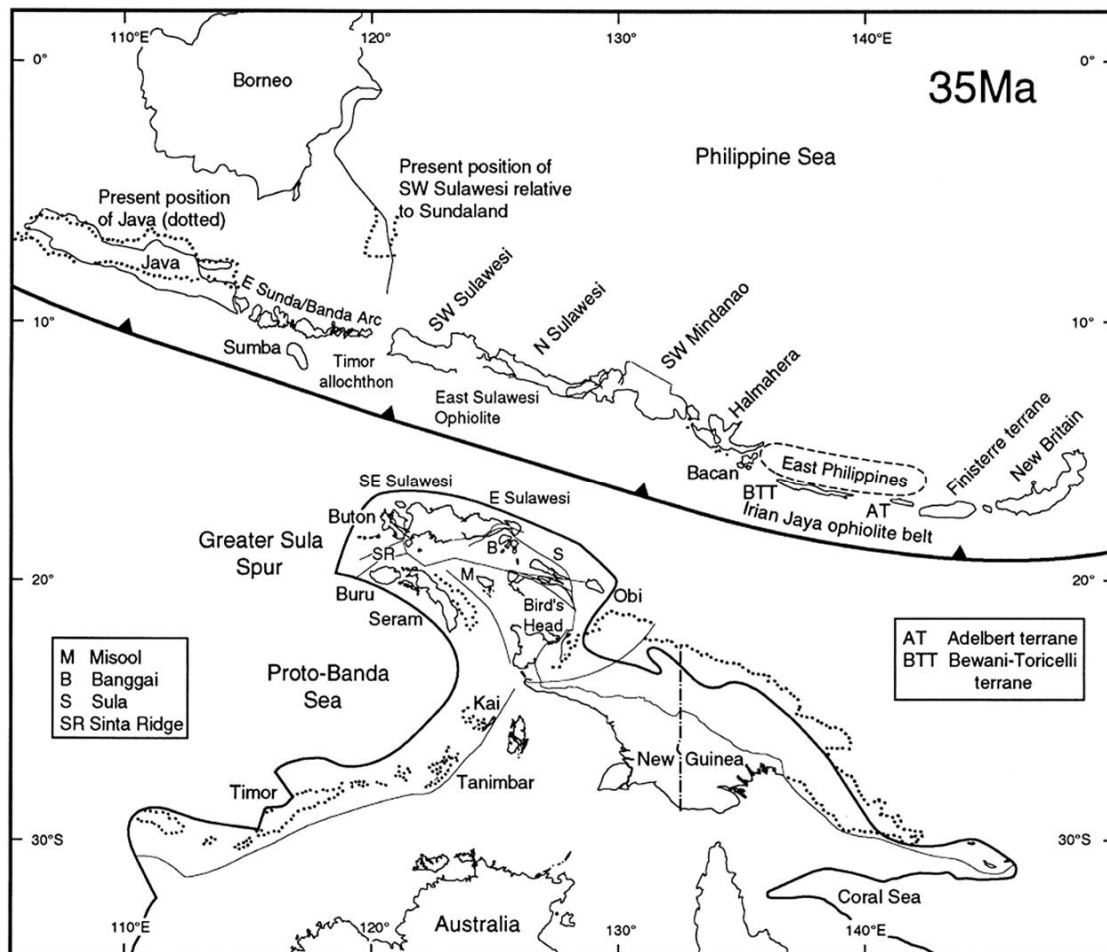 110°E
120°
130°
140°E
0°
0°
Borneo
35Ma
Philippine Sea
Present position of
SW Sulawesi relative
to Sundaland
Present position
of Java (dotted)
Java
E Sunda/Banda Arc
SW Sulawesi
N Sulawesi
SW Mindanao
Halmahera
10°
10°
Sumba
Timor
allochthon
East Sulawesi
Ophiolite
Bacan
East Philippines
Finisterre terrane
New Britain
BTT
AT
Irian Jaya ophiolite belt
SE Sulawesi
E Sulawesi
Buton
Greater Sula
Spur
SR
B
S
M
20°
20°
Buru
Seram
Bird's
Head
Obi
M Misool
B Banggai
S Sula
SR Sinta Ridge
AT Adelbert terrane
BTT Bewani-Toricelli
terrane
Proto-Banda
Sea
Kai
Tanimbar
New Guinea
Timor
30°S
30°S
Coral Sea
Australia
110°E
120°
130°
140°E